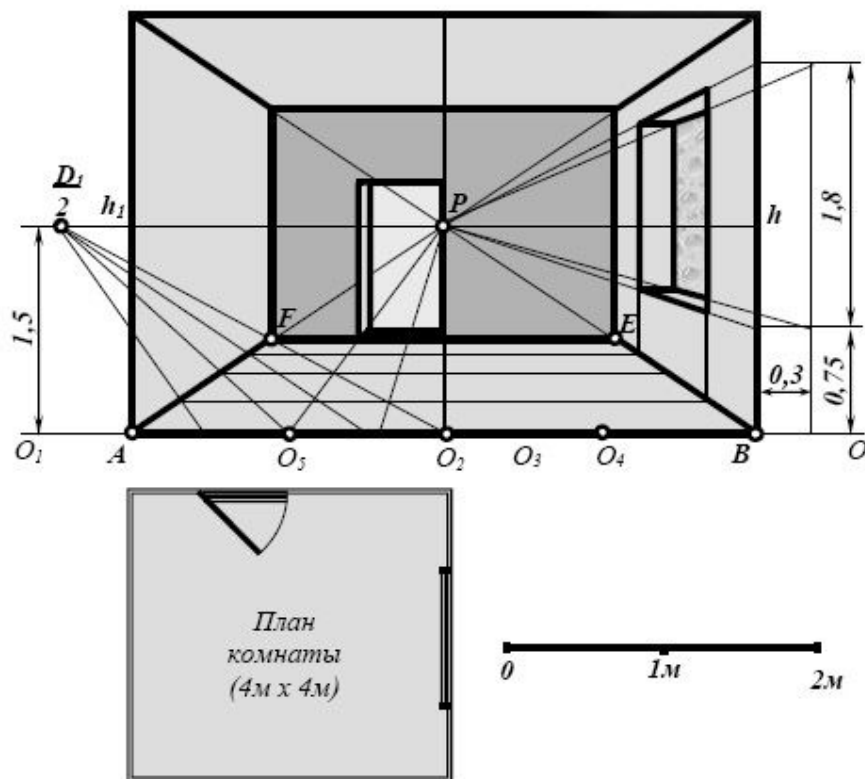 D₁
2
h₁
P
h
1,8
1,5
F
E
0,3
0,75
O₁
A
O₅
O₂
O₃
O₄
B
O
План
комнаты
(4м x 4м)
0
1м
2м